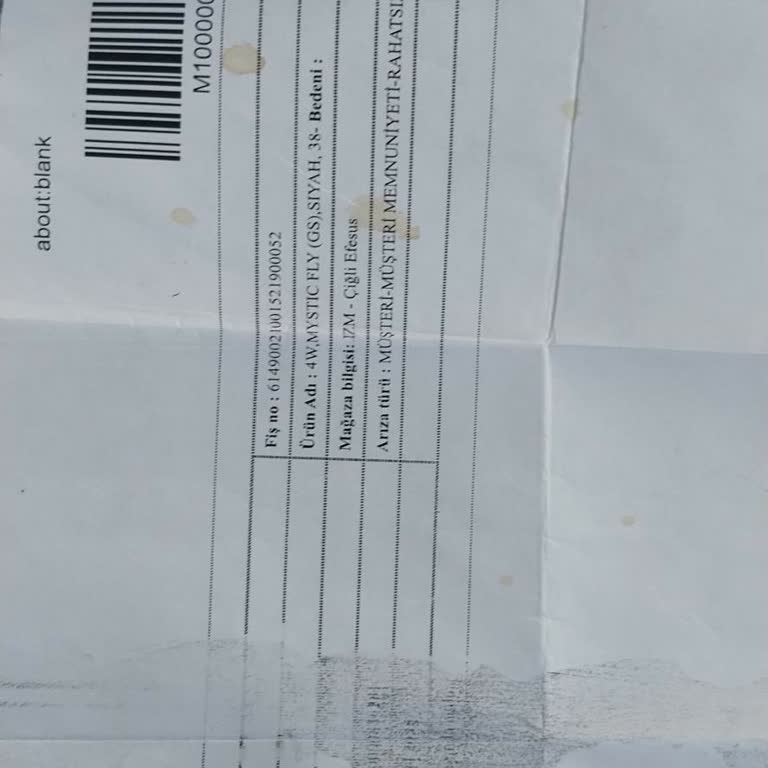 about:blank
M10000
Fiş no : 61490021001521900052
Ürün Adı : 4W,MYSTIC FLY (GS),SIYAH, 38- Bedeni :
Mağaza bilgisi: IZM - Çiğli Efesus
Arıza türü : MÜŞTERİ-MÜŞTERİ MEMNUNİYETİ-RAHATSI